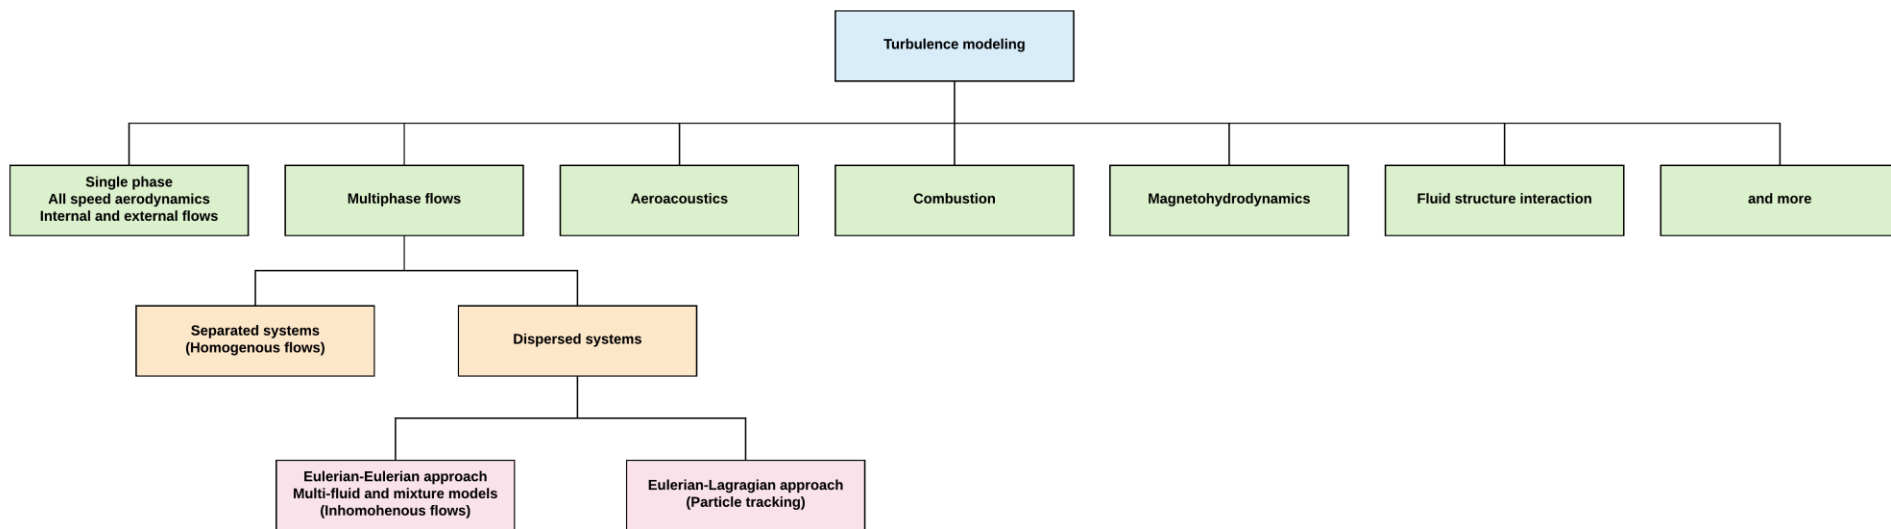 Turbulence modeling
Single phase
All speed aerodynamics
Internal and external flows
Multiphase flows
Aeroacoustics
Combustion
Magnetohydrodynamics
Fluid structure interaction
and more
Separated systems
(Homogenous flows)
Dispersed systems
Eulerian-Eulerian approach
Multi-fluid and mixture models
(Inhomohenous flows)
Eulerian-Lagragian approach
(Particle tracking)